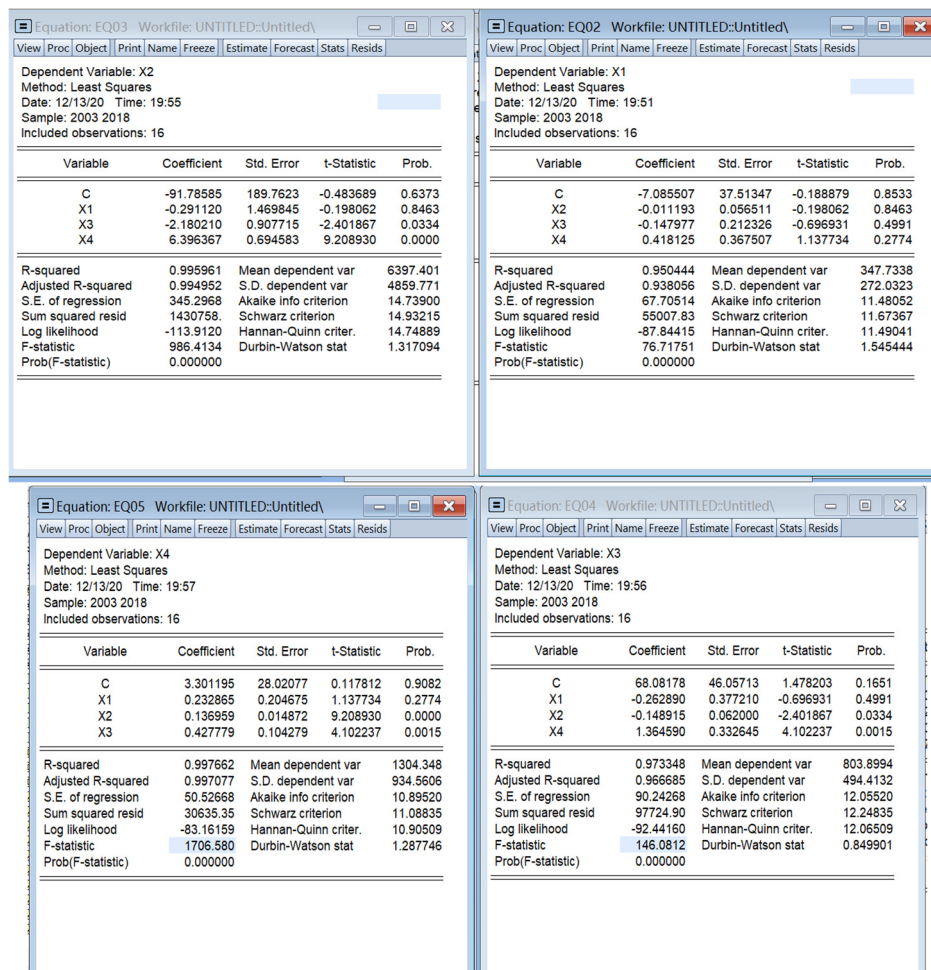 Equation: EQ03 Workfile: UNTITLED::Untitled\
View Proc Object Print Name Freeze Estimate Forecast Stats Resids
Dependent Variable: X2
Method: Least Squares
Date: 12/13/20 Time: 19:55
Sample: 2003 2018
Included observations: 16
Variable Coefficient Std. Error t-Statistic Prob.
C -91.78585 189.7623 -0.483689 0.6373
X1 -0.291120 1.469845 -0.198062 0.8463
X3 -2.180210 0.907715 -2.401867 0.0334
X4 6.396367 0.694583 9.208930 0.0000
R-squared 0.995961 Mean dependent var 6397.401
Adjusted R-squared 0.994952 S.D. dependent var 4859.771
S.E. of regression 345.2968 Akaike info criterion 14.73900
Sum squared resid 1430758. Schwarz criterion 14.93215
Log likelihood -113.9120 Hannan-Quinn criter. 14.74889
F-statistic 986.4134 Durbin-Watson stat 1.317094
Prob(F-statistic) 0.000000
Equation: EQ02 Workfile: UNTITLED::Untitled\
View Proc Object Print Name Freeze Estimate Forecast Stats Resids
Dependent Variable: X1
Method: Least Squares
Date: 12/13/20 Time: 19:51
Sample: 2003 2018
Included observations: 16
Variable Coefficient Std. Error t-Statistic Prob.
C -7.085507 37.51347 -0.188879 0.8533
X2 -0.011193 0.056511 -0.198062 0.8463
X3 -0.147977 0.212326 -0.696931 0.4991
X4 0.418125 0.367507 1.137734 0.2774
R-squared 0.950444 Mean dependent var 347.7338
Adjusted R-squared 0.938056 S.D. dependent var 272.0323
S.E. of regression 67.70514 Akaike info criterion 11.48052
Sum squared resid 55007.83 Schwarz criterion 11.67367
Log likelihood -87.84415 Hannan-Quinn criter. 11.49041
F-statistic 76.71751 Durbin-Watson stat 1.545444
Prob(F-statistic) 0.000000
Equation: EQ05 Workfile: UNTITLED::Untitled\
View Proc Object Print Name Freeze Estimate Forecast Stats Resids
Dependent Variable: X4
Method: Least Squares
Date: 12/13/20 Time: 19:57
Sample: 2003 2018
Included observations: 16
Variable Coefficient Std. Error t-Statistic Prob.
C 3.301195 28.02077 0.117812 0.9082
X1 0.232865 0.204675 1.137734 0.2774
X2 0.136959 0.014872 9.208930 0.0000
X3 0.427779 0.104279 4.102237 0.0015
R-squared 0.997662 Mean dependent var 1304.348
Adjusted R-squared 0.997077 S.D. dependent var 934.5606
S.E. of regression 50.52668 Akaike info criterion 10.89520
Sum squared resid 30635.35 Schwarz criterion 11.08835
Log likelihood -83.16159 Hannan-Quinn criter. 10.90509
F-statistic 1706.580 Durbin-Watson stat 1.287746
Prob(F-statistic) 0.000000
Equation: EQ04 Workfile: UNTITLED::Untitled\
View Proc Object Print Name Freeze Estimate Forecast Stats Resids
Dependent Variable: X3
Method: Least Squares
Date: 12/13/20 Time: 19:56
Sample: 2003 2018
Included observations: 16
Variable Coefficient Std. Error t-Statistic Prob.
C 68.08178 46.05713 1.478203 0.1651
X1 -0.262890 0.377210 -0.696931 0.4991
X2 -0.148915 0.062000 -2.401867 0.0334
X4 1.364590 0.332645 4.102237 0.0015
R-squared 0.973348 Mean dependent var 803.8994
Adjusted R-squared 0.966685 S.D. dependent var 494.4132
S.E. of regression 90.24268 Akaike info criterion 12.05520
Sum squared resid 97724.90 Schwarz criterion 12.24835
Log likelihood -92.44160 Hannan-Quinn criter. 12.06509
F-statistic 146.0812 Durbin-Watson stat 0.849901
Prob(F-statistic) 0.000000